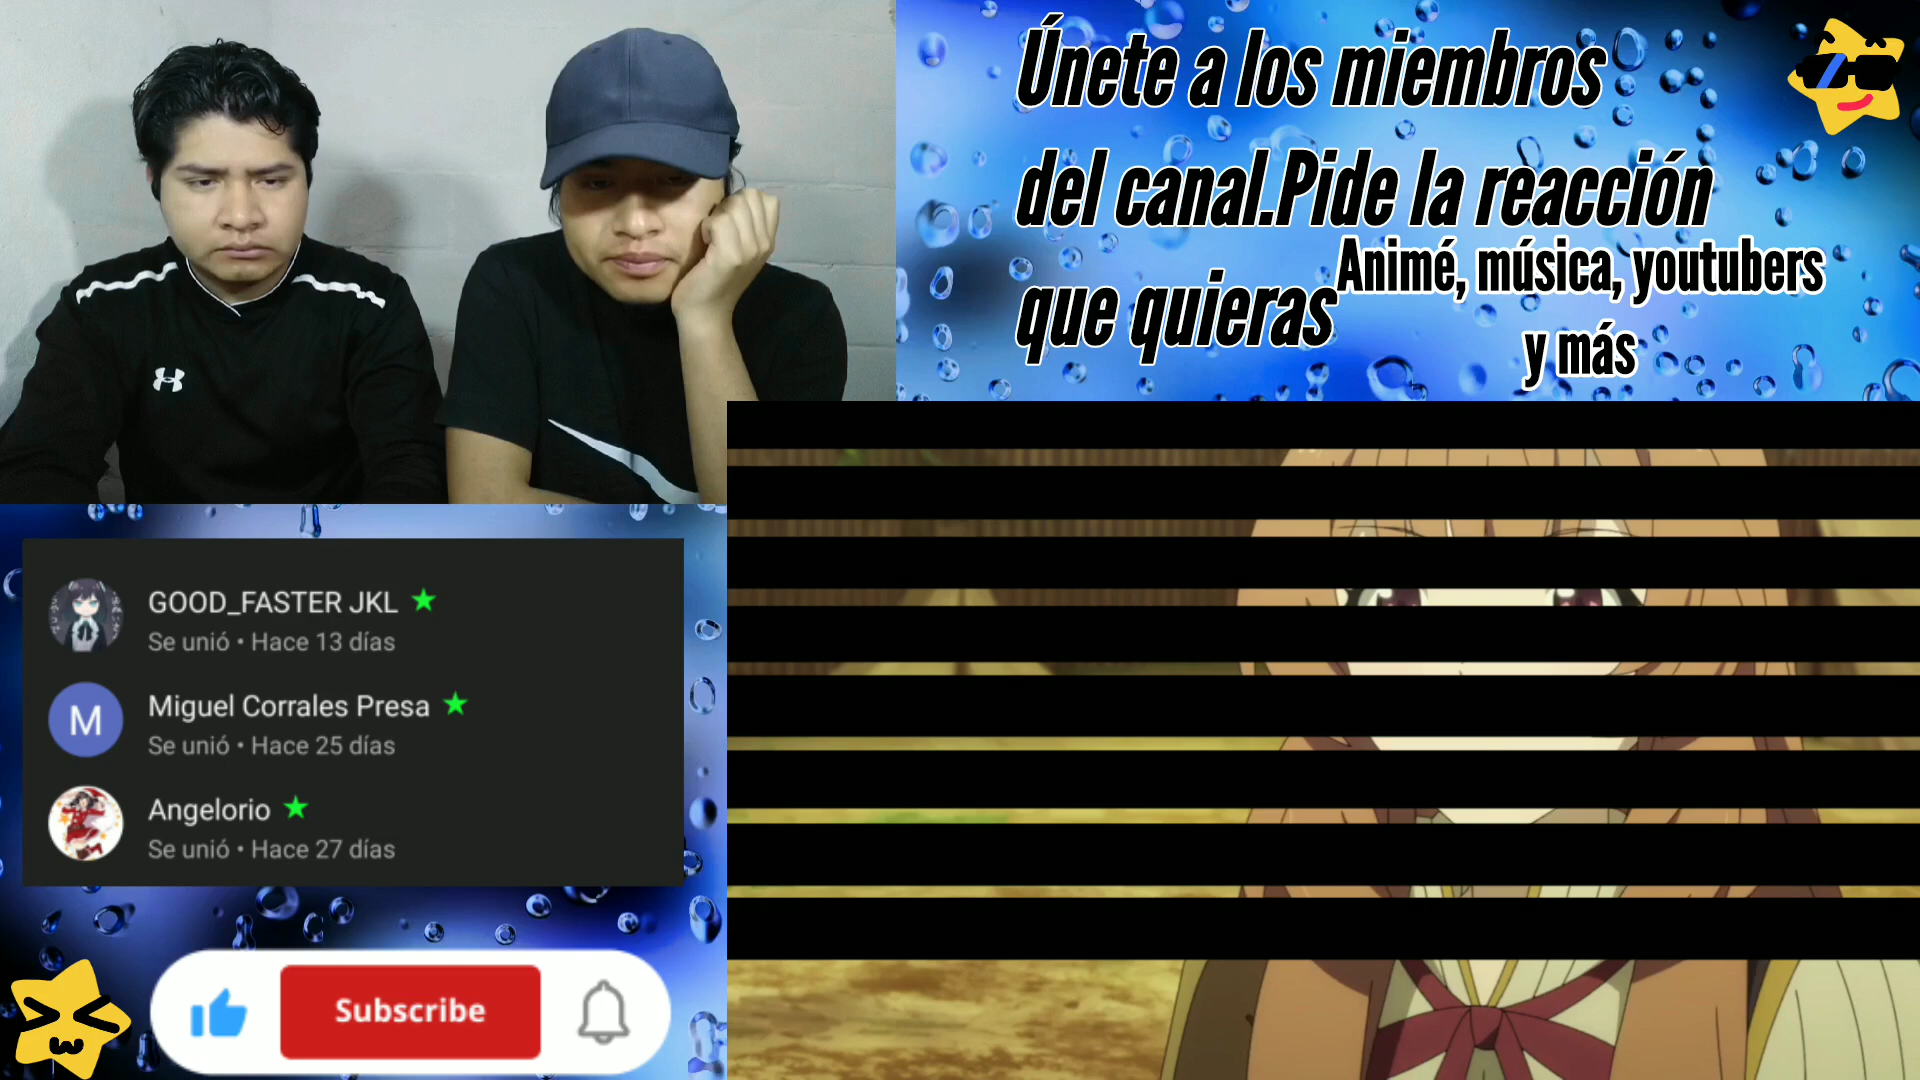 Únete a los miembros
del canal.Pide la reacción
que quieras
Animé, música, youtubers
y más
GOOD_FASTER JKL
Se unió • Hace 13 días
M
Miguel Corrales Presa
Se unió • Hace 25 días
Angelorio
Se unió • Hace 27 días
Subscribe